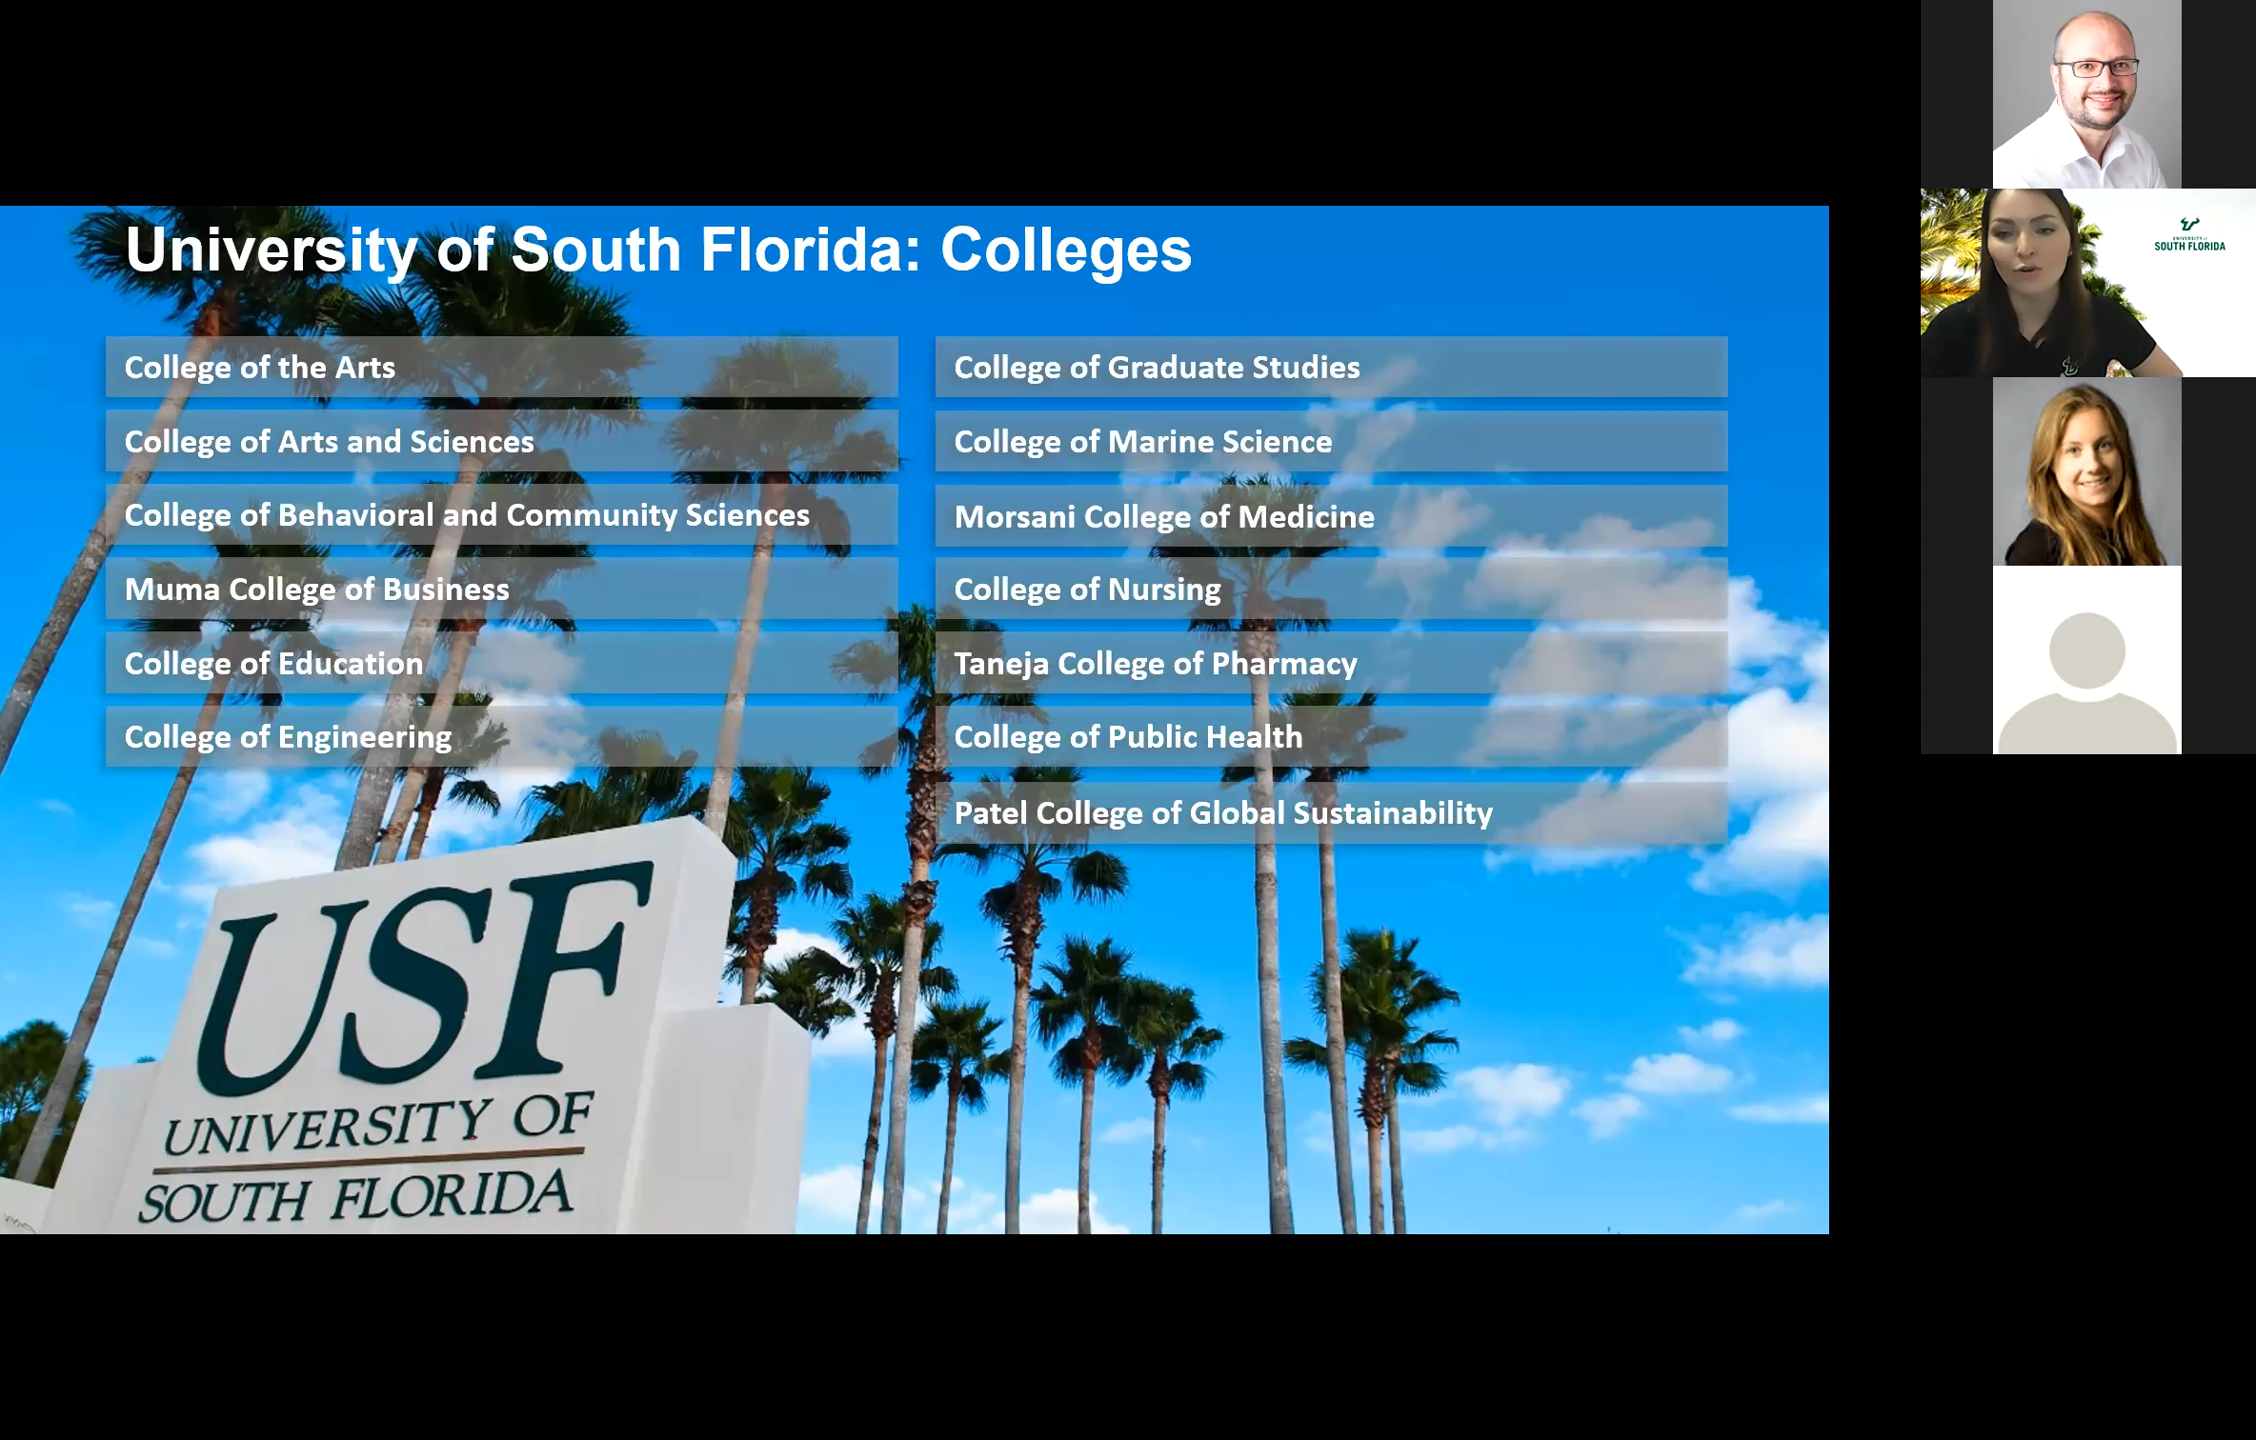 University of South Florida: Colleges
College of the Arts
College of Arts and Sciences
College of Behavioral and Community Sciences
Muma College of Business
College of Education
College of Engineering
College of Graduate Studies
College of Marine Science
Morsani College of Medicine
College of Nursing
Taneja College of Pharmacy
College of Public Health
Patel College of Global Sustainability
USF
UNIVERSITY OF
SOUTH FLORIDA
UNIVERSITY of
SOUTH FLORIDA